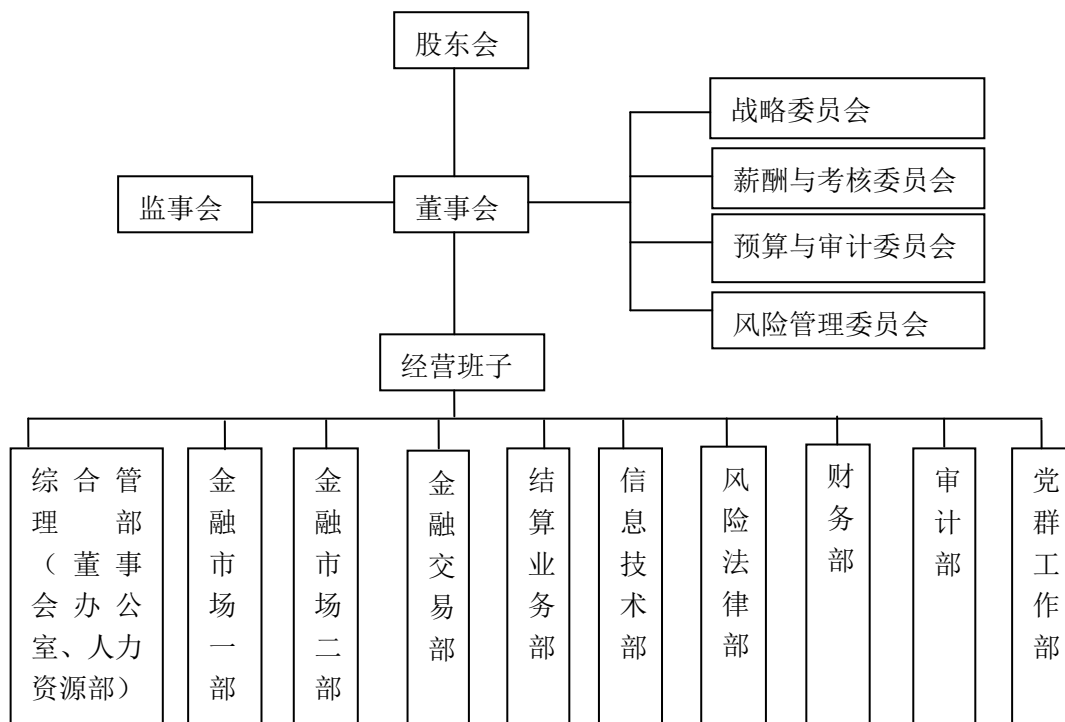 股东会
战略委员会
薪酬与考核委员会
监事会
董事会
预算与审计委员会
风险管理委员会
经营班子
综合管
理部
（董事
会办公
室、人力
资源部）
金融市场一部
金融市场二部
金融交易部
结算业务部
信息技术部
风险法律部
财务部
审计部
党群工作部